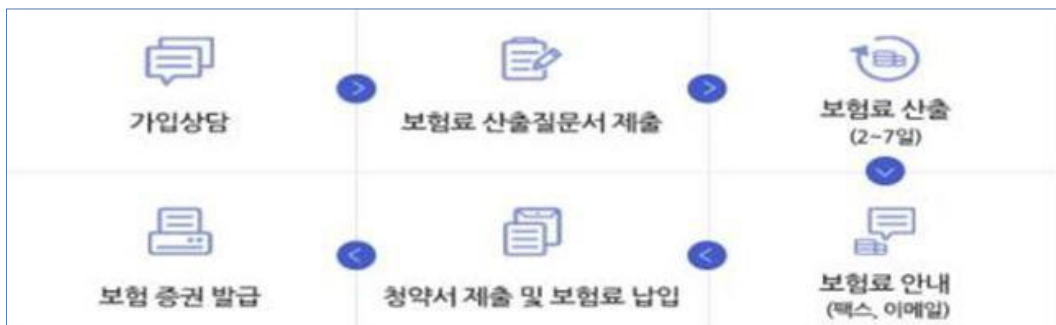 가입상담
보험료 산출질문서 제출
보험료 산출
(2~7일)
보험료 안내
(팩스, 이메일)
청약서 제출 및 보험료 납입
보험 증권 발급